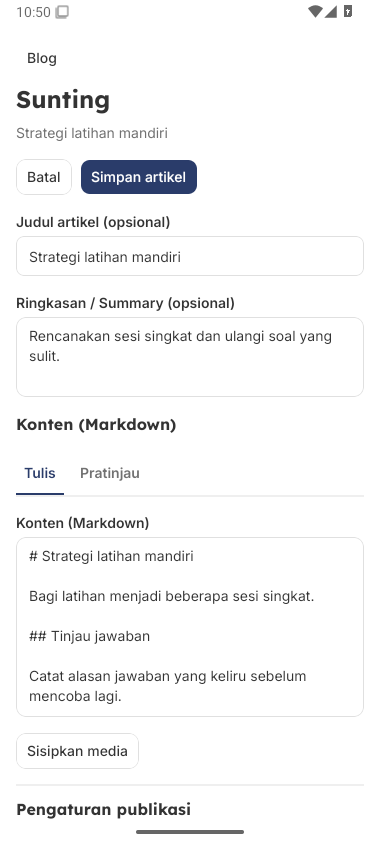 10:50
Blog
Sunting
Strategi latihan mandiri
Batal
Simpan artikel
Judul artikel (opsional)
Strategi latihan mandiri
Ringkasan / Summary (opsional)
Rencanakan sesi singkat dan ulangi soal yang
sulit.
Konten (Markdown)
Tulis
Pratinjau
Konten (Markdown)
# Strategi latihan mandiri
Bagi latihan menjadi beberapa sesi singkat.
## Tinjau jawaban
Catat alasan jawaban yang keliru sebelum
mencoba lagi.
Sisipkan media
Pengaturan publikasi